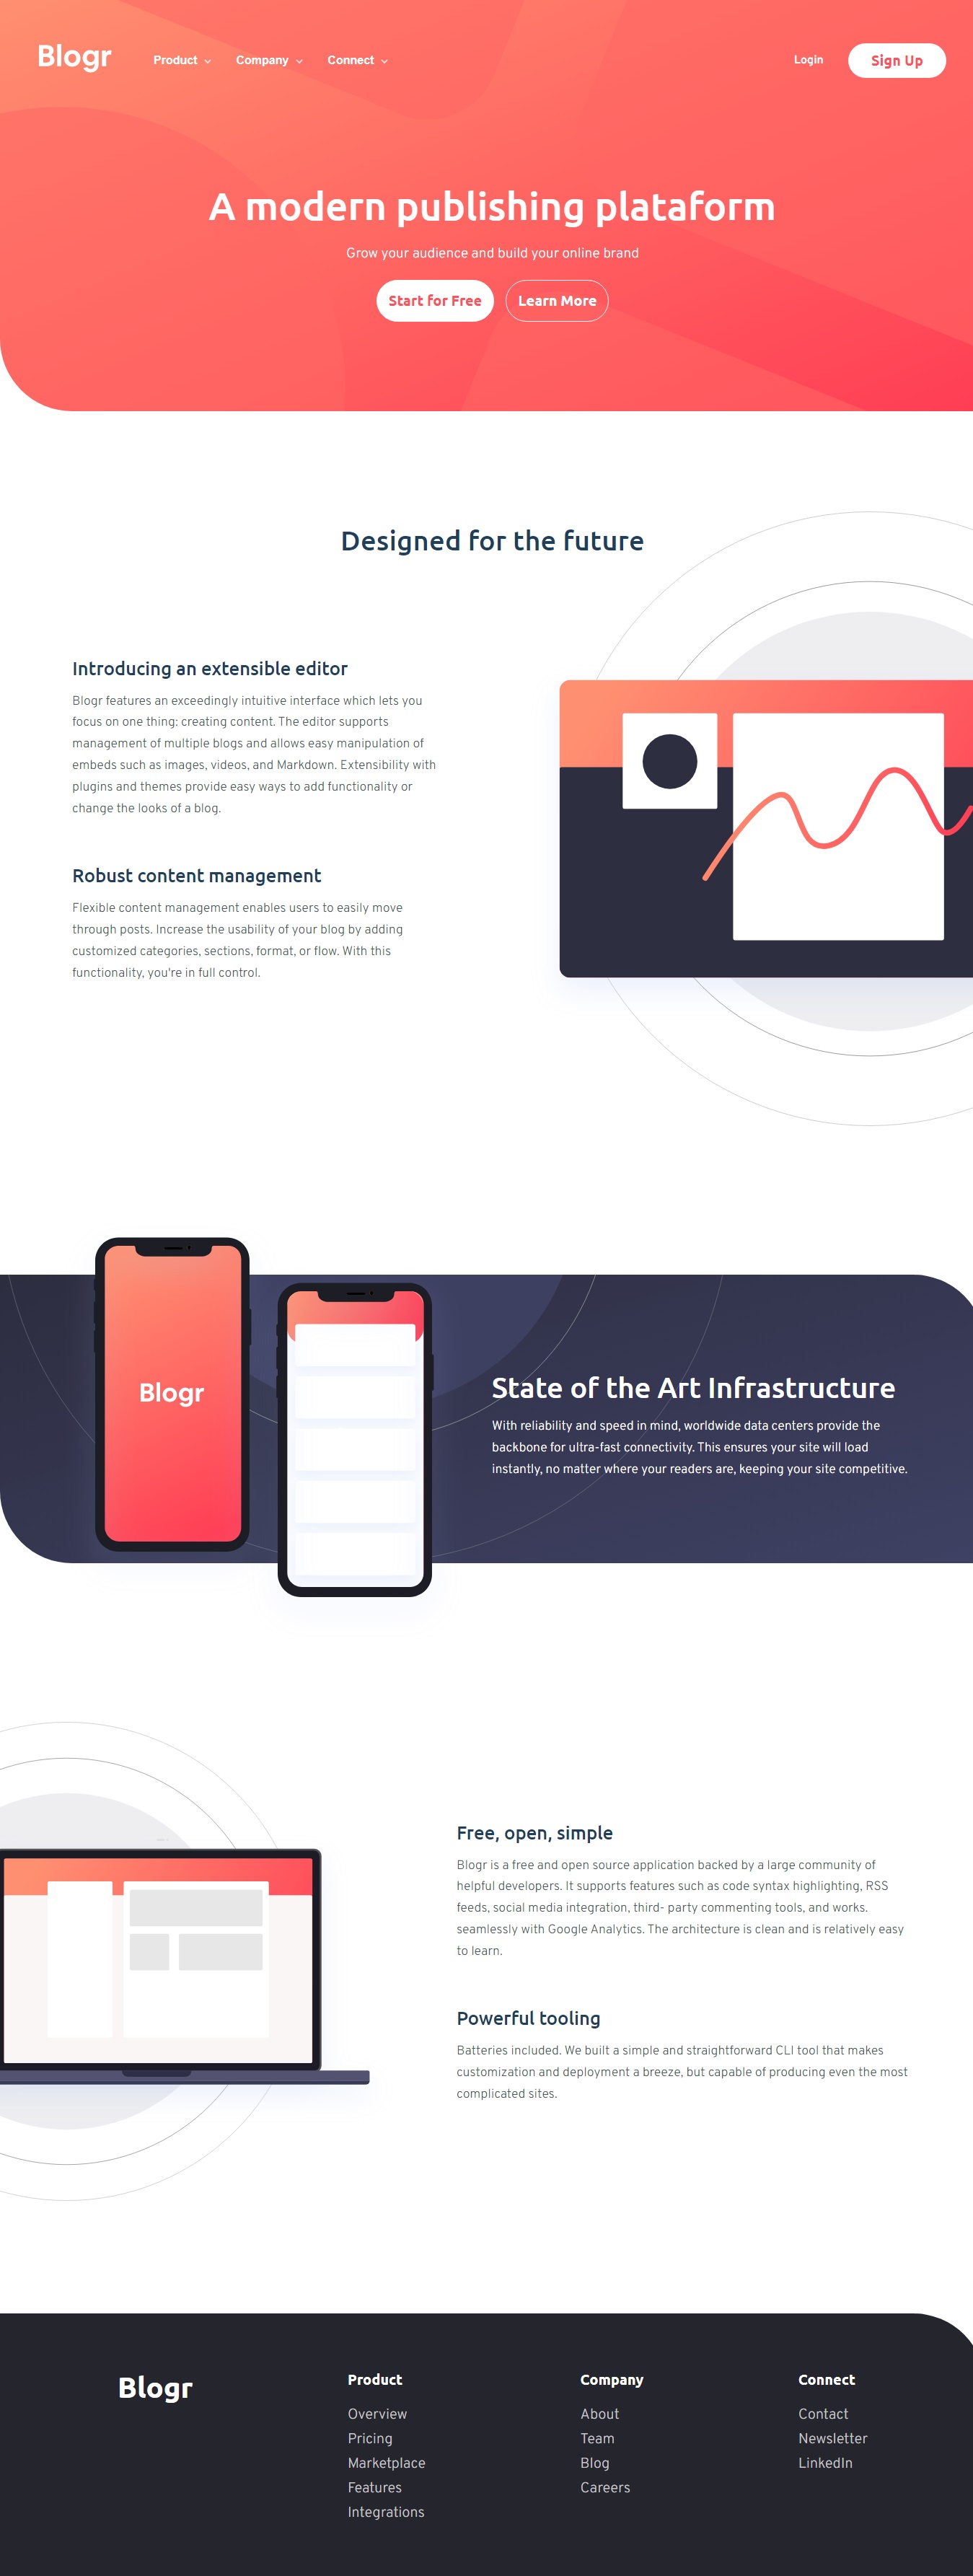 Blogr Product Company Connect Login Sign Up
A modern publishing plataform
Grow your audience and build your online brand
Start for Free Learn More
Designed for the future
Introducing an extensible editor
Blogr features an exceedingly intuitive interface which lets you
focus on one thing: creating content. The editor supports
management of multiple blogs and allows easy manipulation of
embeds such as images, videos, and Markdown. Extensibility with
plugins and themes provide easy ways to add functionality or
change the looks of a blog.
Robust content management
Flexible content management enables users to easily move
through posts. Increase the usability of your blog by adding
customized categories, sections, format, or flow. With this
functionality, you're in full control.
Blogr
State of the Art Infrastructure
With reliability and speed in mind, worldwide data centers provide the
backbone for ultra-fast connectivity. This ensures your site will load
instantly, no matter where your readers are, keeping your site competitive.
Free, open, simple
Blogr is a free and open source application backed by a large community of
helpful developers. It supports features such as code syntax highlighting, RSS
feeds, social media integration, third- party commenting tools, and works.
seamlessly with Google Analytics. The architecture is clean and is relatively easy
to learn.
Powerful tooling
Batteries included. We built a simple and straightforward CLI tool that makes
customization and deployment a breeze, but capable of producing even the most
complicated sites.
Blogr
Product
Overview
Pricing
Marketplace
Features
Integrations
Company
About
Team
Blog
Careers
Connect
Contact
Newsletter
LinkedIn